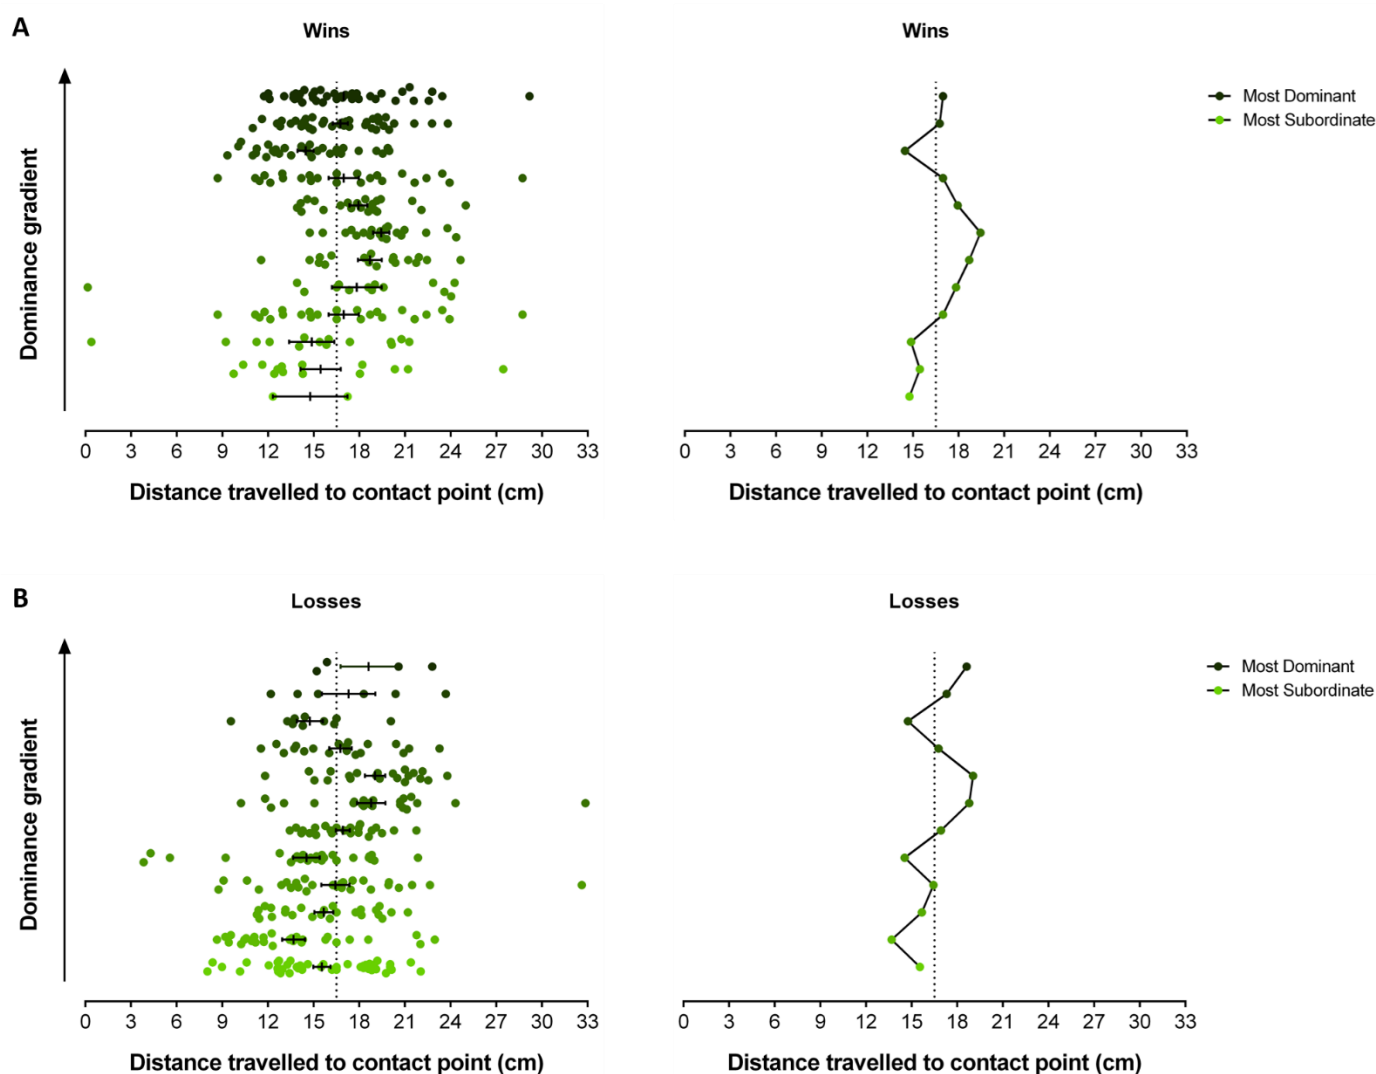 A
Wins
Wins
Most Dominant
Most Subordinate
Dominance gradient
0 3 6 9 12 15 18 21 24 27 30 33
0 3 6 9 12 15 18 21 24 27 30 33
Distance travelled to contact point (cm)
Distance travelled to contact point (cm)
B
Losses
Losses
Most Dominant
Most Subordinate
Dominance gradient
0 3 6 9 12 15 18 21 24 27 30 33
0 3 6 9 12 15 18 21 24 27 30 33
Distance travelled to contact point (cm)
Distance travelled to contact point (cm)